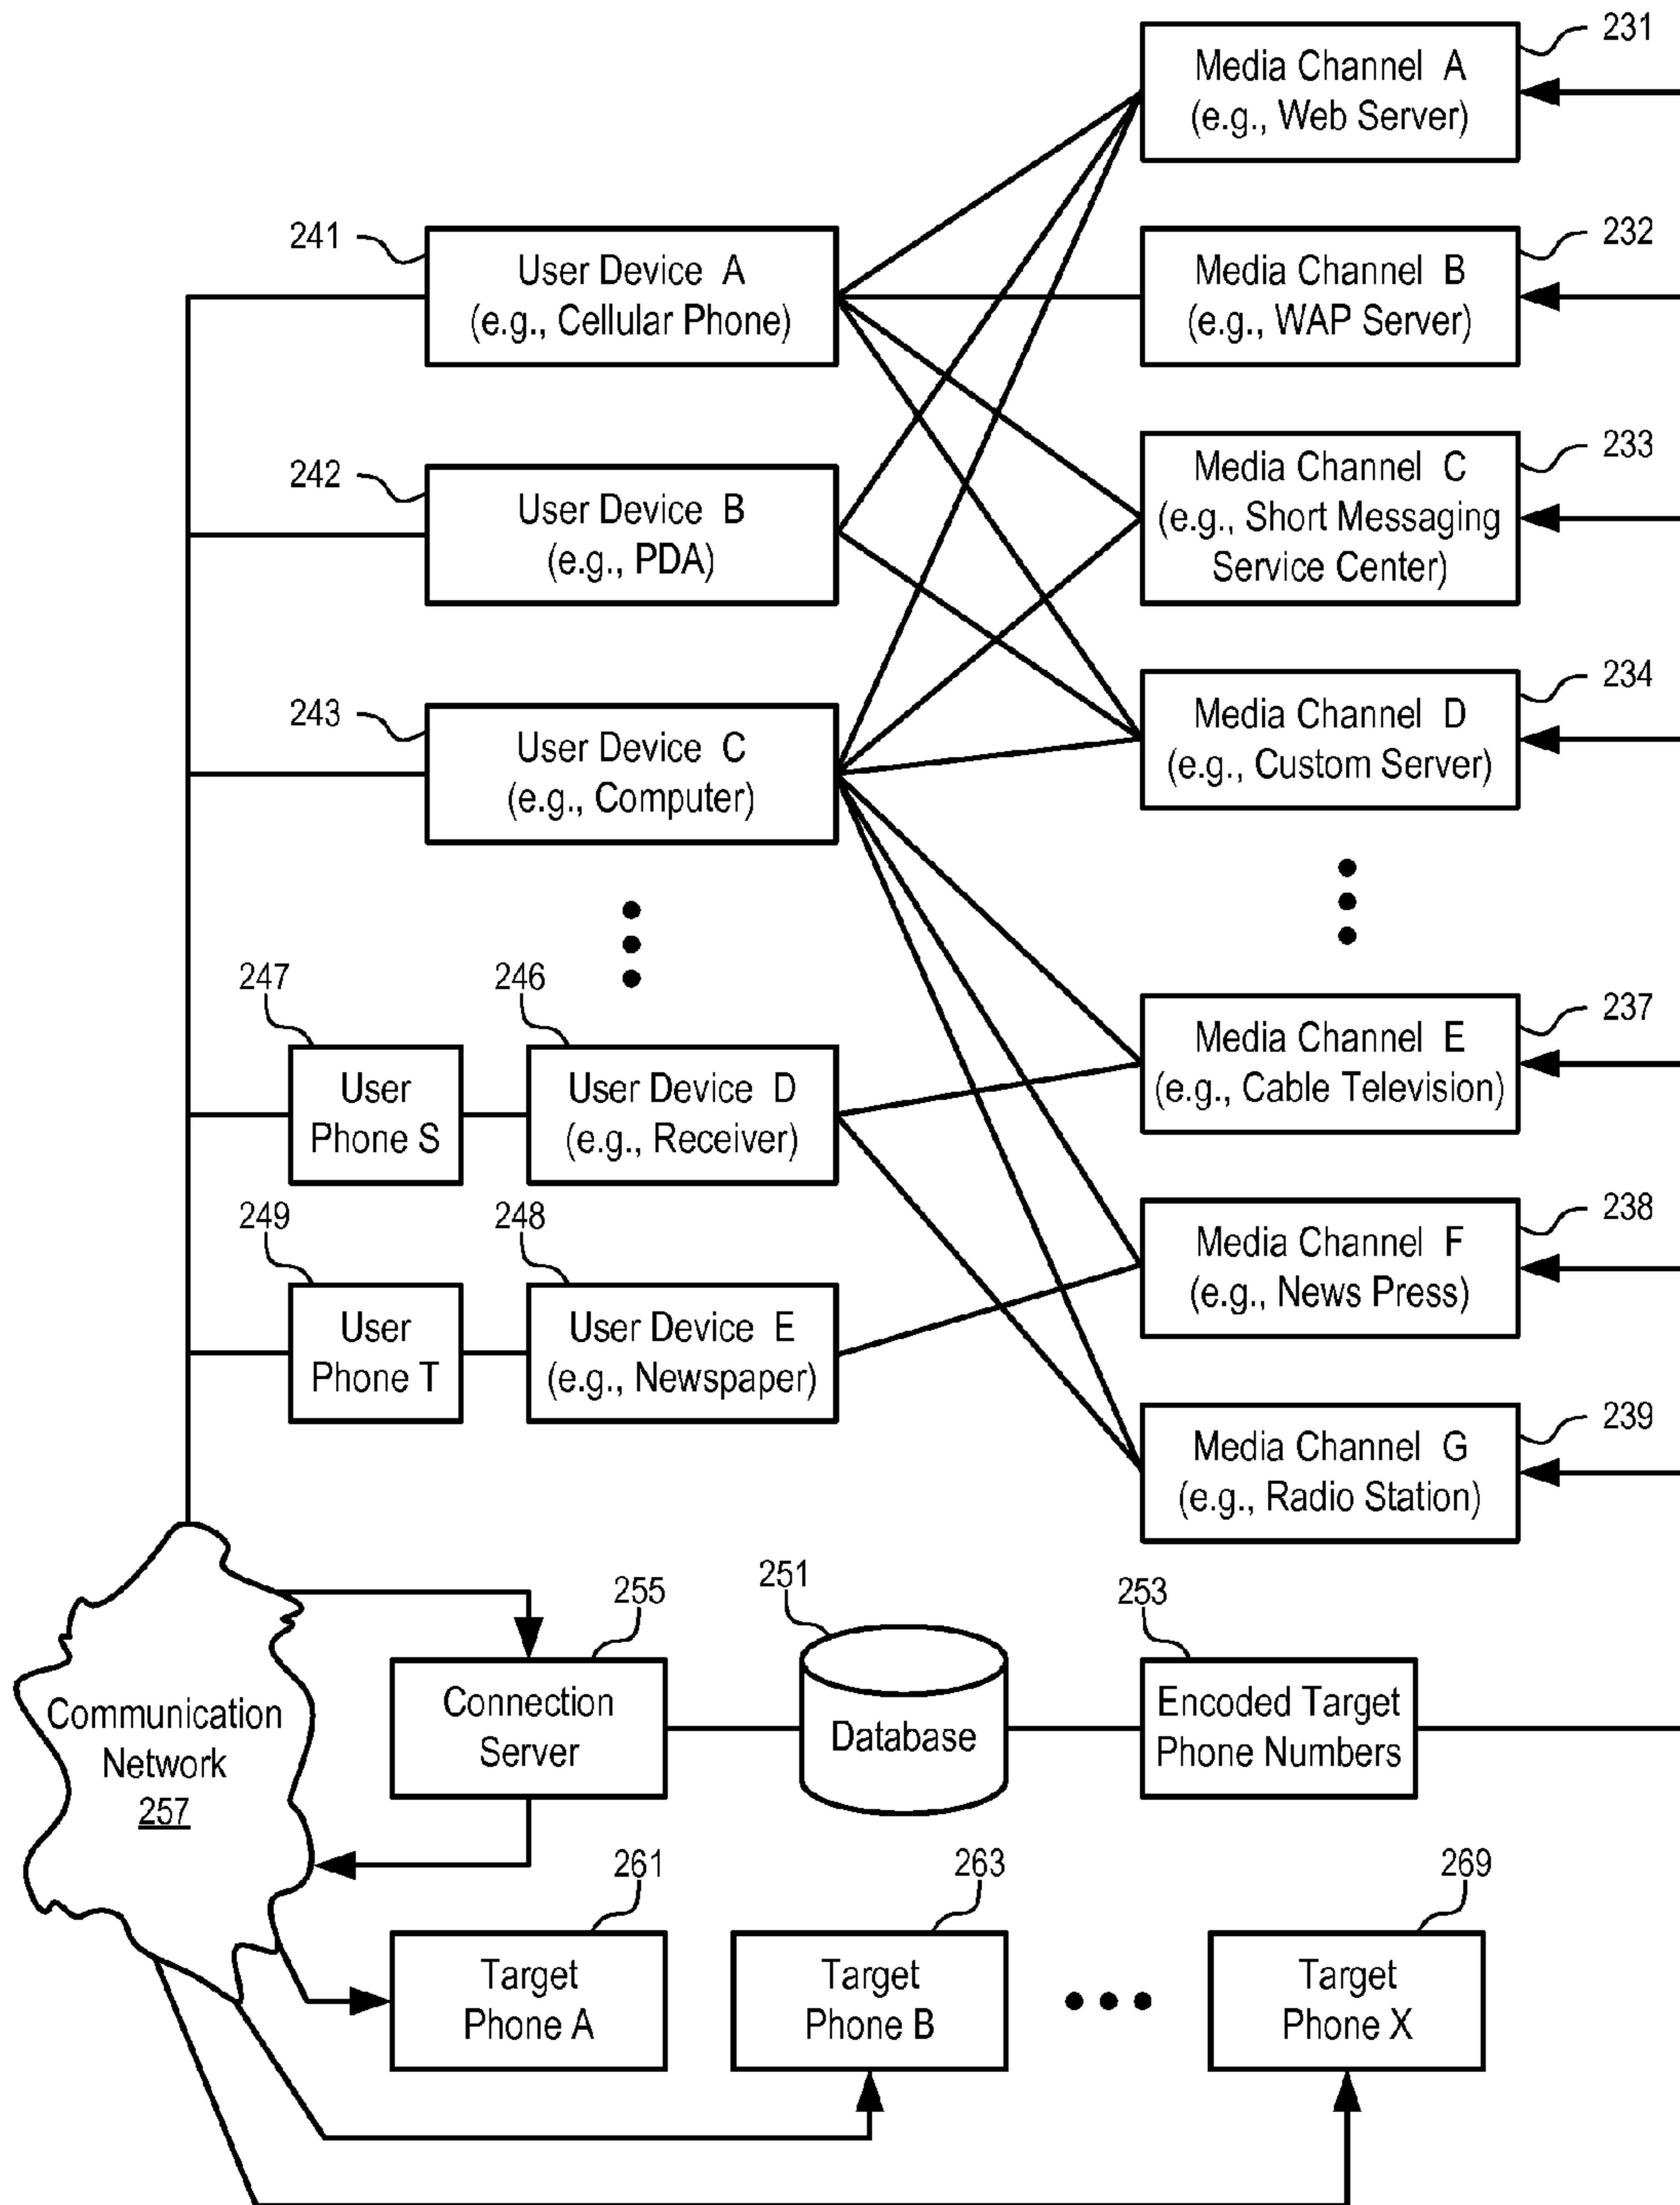 231
Media Channel A
(e.g., Web Server)
241
User Device A
(e.g., Cellular Phone)
232
Media Channel B
(e.g., WAP Server)
242
User Device B
(e.g., PDA)
233
Media Channel C
(e.g., Short Messaging
Service Center)
243
User Device C
(e.g., Computer)
234
Media Channel D
(e.g., Custom Server)
247
User
Phone S
246
User Device D
(e.g., Receiver)
237
Media Channel E
(e.g., Cable Television)
249
User
Phone T
248
User Device E
(e.g., Newspaper)
238
Media Channel F
(e.g., News Press)
239
Media Channel G
(e.g., Radio Station)
Communication
Network
257
255
Connection
Server
251
Database
253
Encoded Target
Phone Numbers
261
Target
Phone A
263
Target
Phone B
269
Target
Phone X